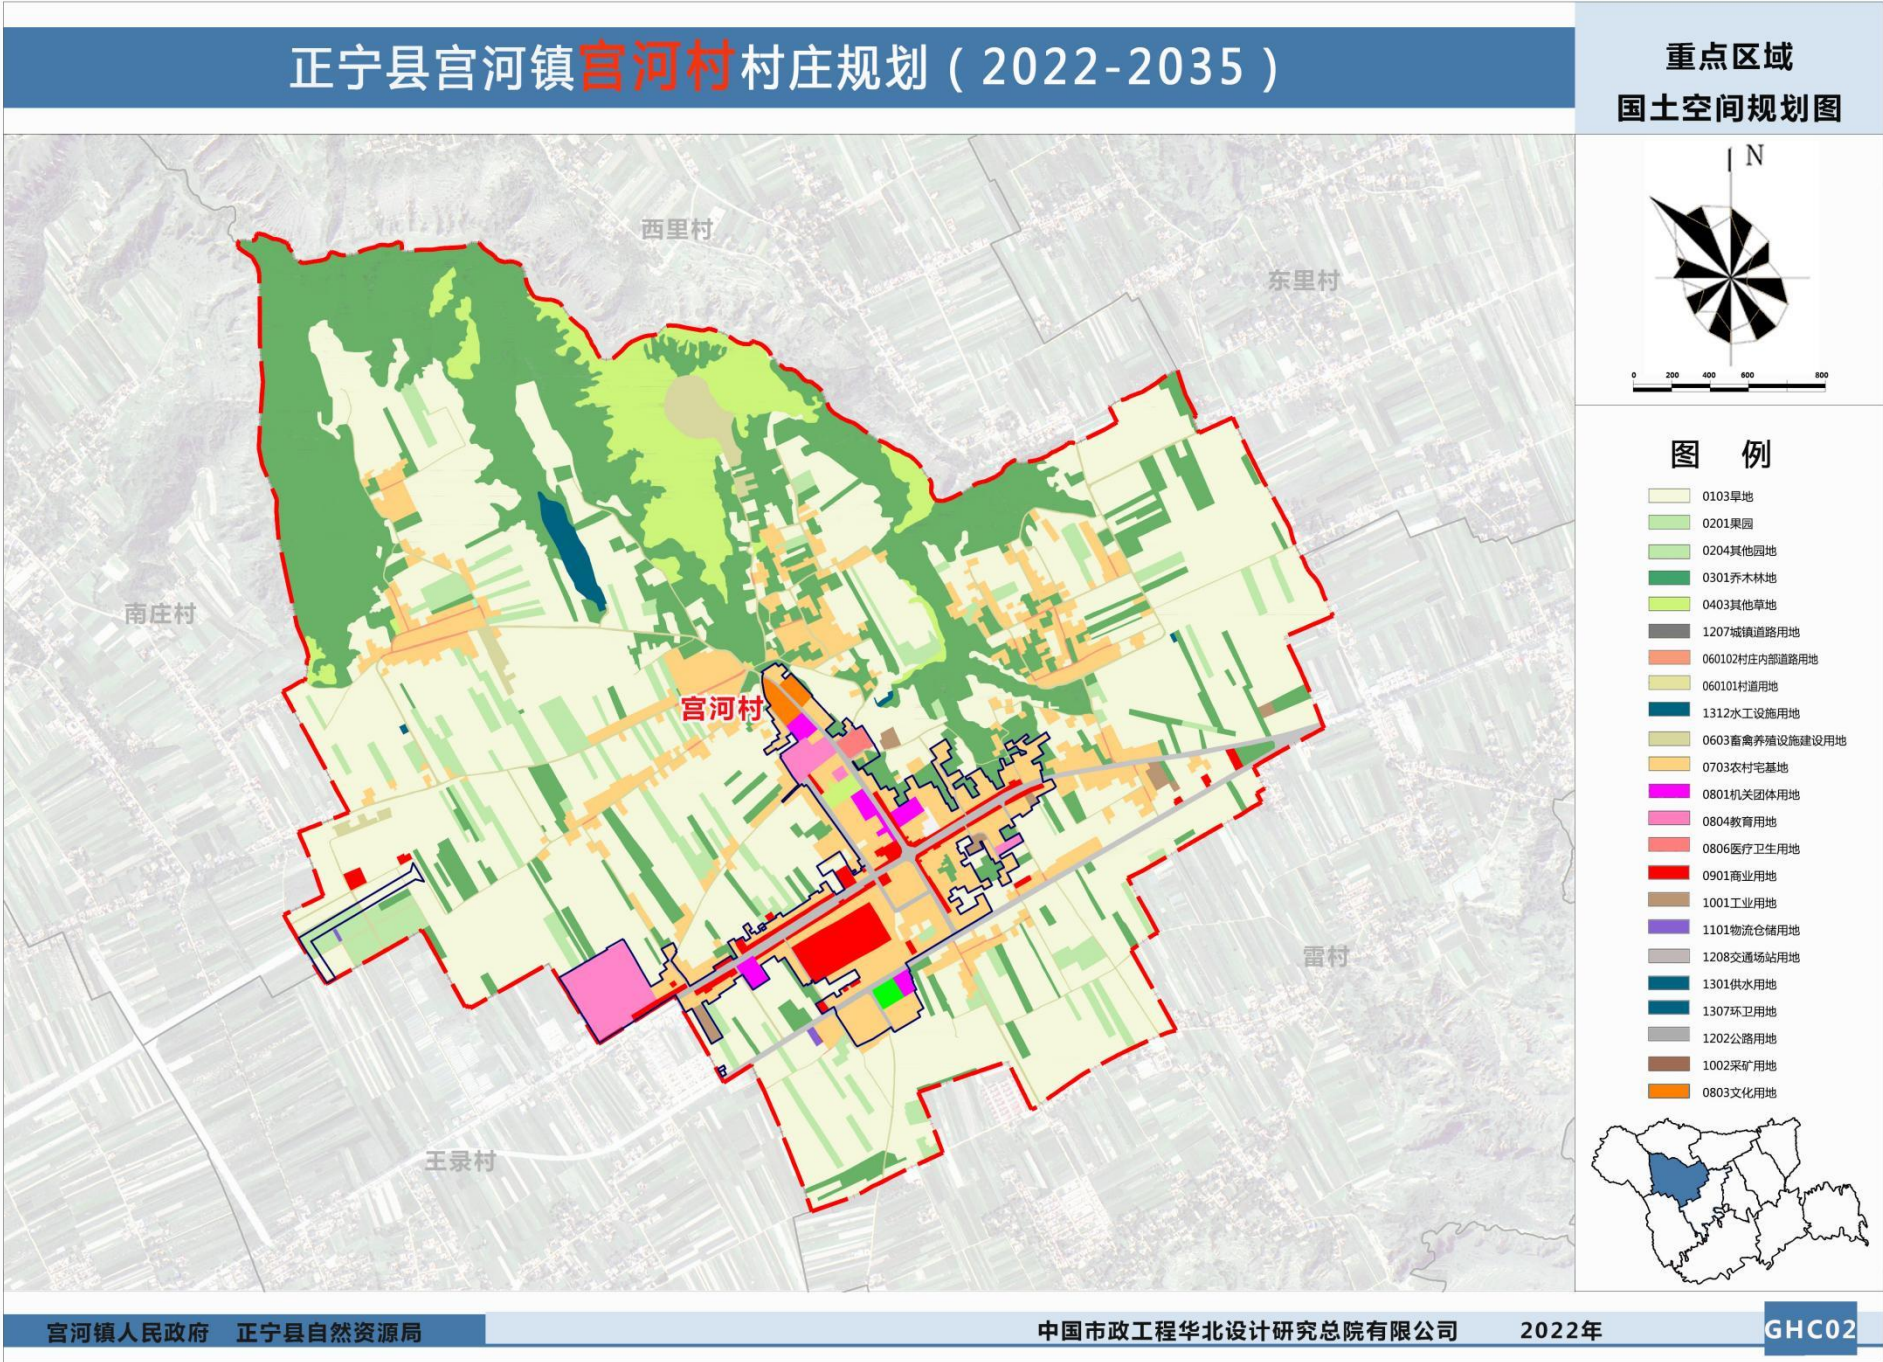 正宁县宫河镇宫河村村庄规划（2022-2035）
重点区域
国土空间规划图
N
0 200 400 600 800
西里村
东里村
南庄村
宫河村
雷村
王录村
图 例
0103旱地
0201果园
0204其他园地
0301乔木林地
0403其他草地
1207城镇道路用地
060102村庄内部道路用地
060101村道用地
1312水工设施用地
0603畜禽养殖设施建设用地
0703农村宅基地
0801机关团体用地
0804教育用地
0806医疗卫生用地
0901商业用地
1001工业用地
1101物流仓储用地
1208交通场站用地
1301供水用地
1307环卫用地
1202公路用地
1002采矿用地
0803文化用地
宫河镇人民政府 正宁县自然资源局
中国市政工程华北设计研究总院有限公司 2022年
GHC02